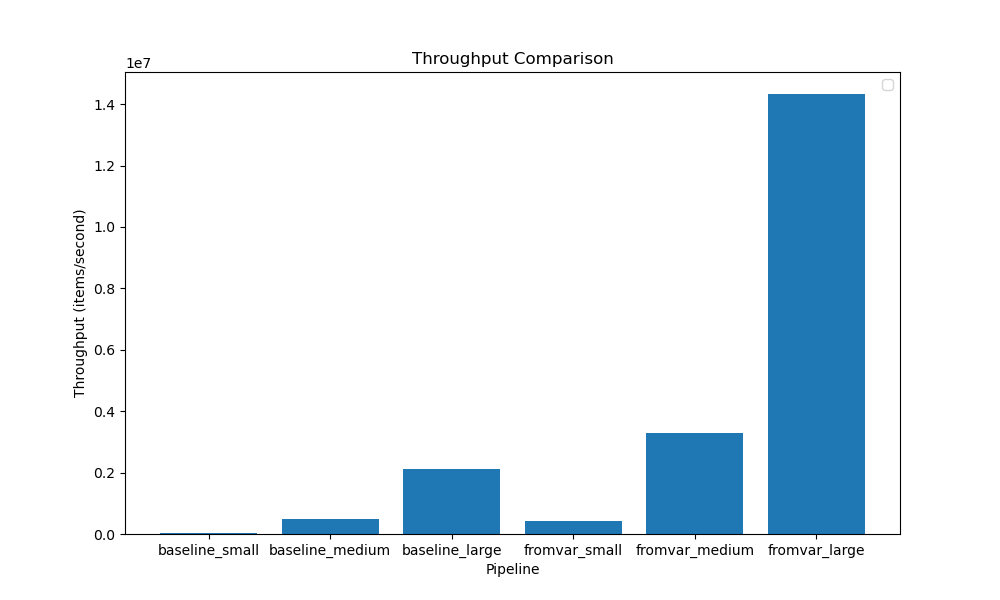 Throughput Comparison
1e7
Throughput (items/second)
1.4
1.2
1.0
0.8
0.6
0.4
0.2
0.0
baseline_small baseline_medium baseline_large fromvar_small fromvar_medium fromvar_large
Pipeline